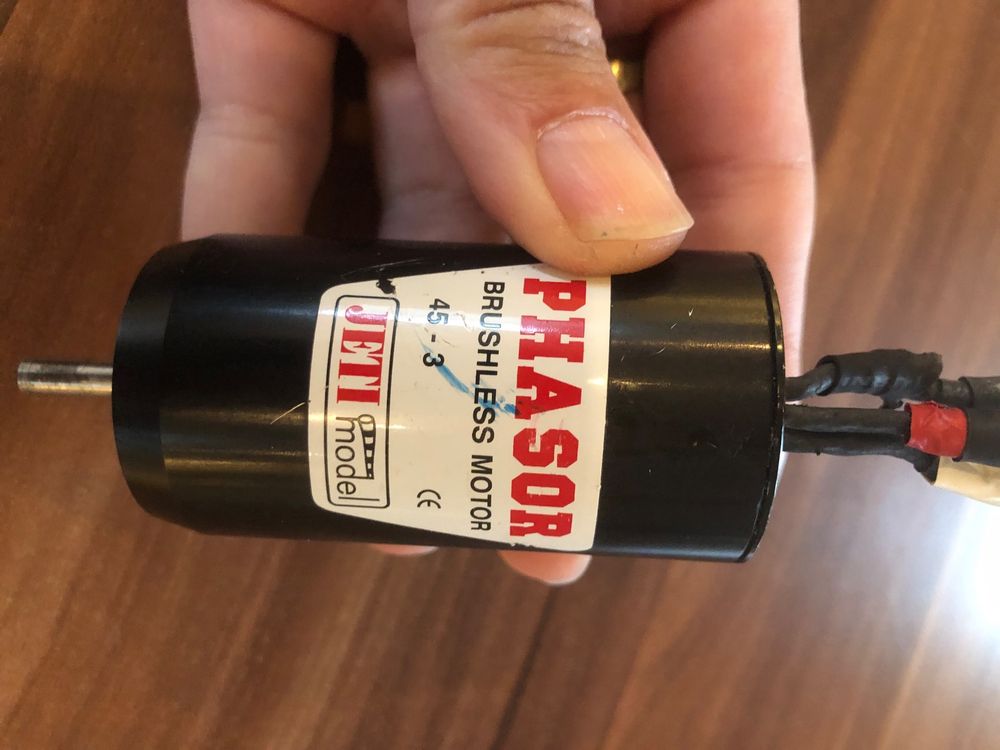 PHASOR
BRUSHLESS MOTOR
45-3
CE
JETI
model